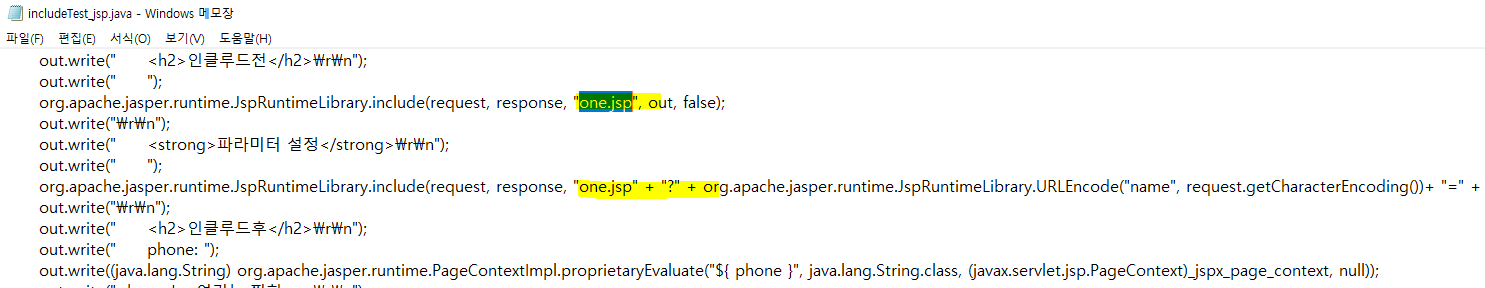 includeTest_jsp.java - Windows 메모장
파일(F) 편집(E) 서식(O) 보기(V) 도움말(H)
out.write("      <h2>인클루드전</h2>₩r₩n");
out.write("      ");
org.apache.jasper.runtime.JspRuntimeLibrary.include(request, response, "one.jsp", out, false);
out.write("₩r₩n");
out.write("      <strong>파라미터 설정</strong>₩r₩n");
out.write("      ");
org.apache.jasper.runtime.JspRuntimeLibrary.include(request, response, "one.jsp" + "?" + org.apache.jasper.runtime.JspRuntimeLibrary.URLEncode("name", request.getCharacterEncoding())+ "=" +
out.write("₩r₩n");
out.write("      <h2>인클루드후</h2>₩r₩n");
out.write("      phone: ");
out.write((java.lang.String) org.apache.jasper.runtime.PageContextImpl.proprietaryEvaluate("${ phone }", java.lang.String.class, (javax.servlet.jsp.PageContext)_jspx_page_context, null));